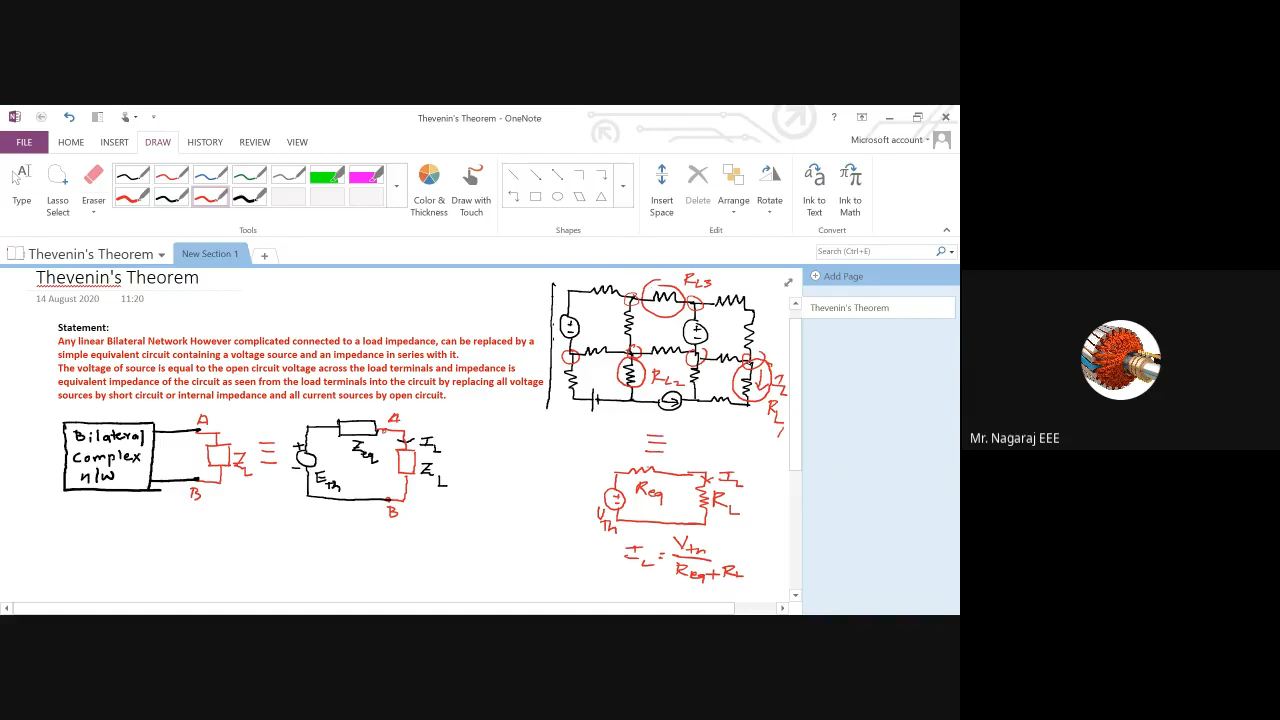 Thevenin's Theorem - OneNote
?
FILE HOME INSERT DRAW HISTORY REVIEW VIEW
Microsoft account
Type
Lasso
Select
Eraser
Color &
Thickness
Draw with
Touch
Insert
Space
Delete
Arrange
Rotate
Ink to
Text
Ink to
Math
Tools
Shapes
Edit
Convert
Thevenin's Theorem
New Section 1
Search (Ctrl+E)
Add Page
Thevenin's Theorem
Thevenin's Theorem
14 August 2020 11:20
Statement:
Any linear Bilateral Network However complicated connected to a load impedance, can be replaced by a
simple equivalent circuit containing a voltage source and an impedance in series with it.
The voltage of source is equal to the open circuit voltage across the load terminals and impedance is
equivalent impedance of the circuit as seen from the load terminals into the circuit by replacing all voltage
sources by short circuit or internal impedance and all current sources by open circuit.
Bilateral
Complex
n/w
A
B
ZL
≡
+
-
Eth
Zeq
A
IL
ZL
B
RL3
RL2
IL
RL1
≡
Req
IL
RL
VTh
IL = Vth / Req + RL
Mr. Nagaraj EEE